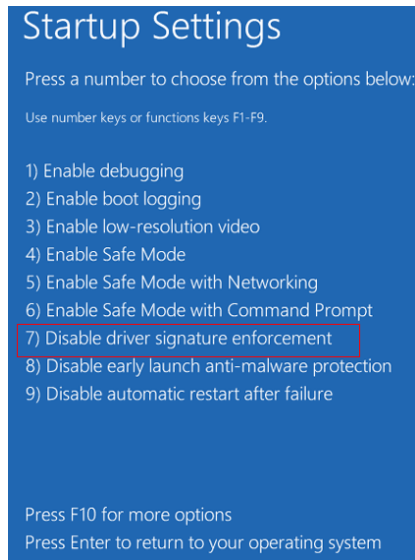 Startup Settings
Press a number to choose from the options below:
Use number keys or functions keys F1-F9.
1) Enable debugging
2) Enable boot logging
3) Enable low-resolution video
4) Enable Safe Mode
5) Enable Safe Mode with Networking
6) Enable Safe Mode with Command Prompt
7) Disable driver signature enforcement
8) Disable early launch anti-malware protection
9) Disable automatic restart after failure
Press F10 for more options
Press Enter to return to your operating system